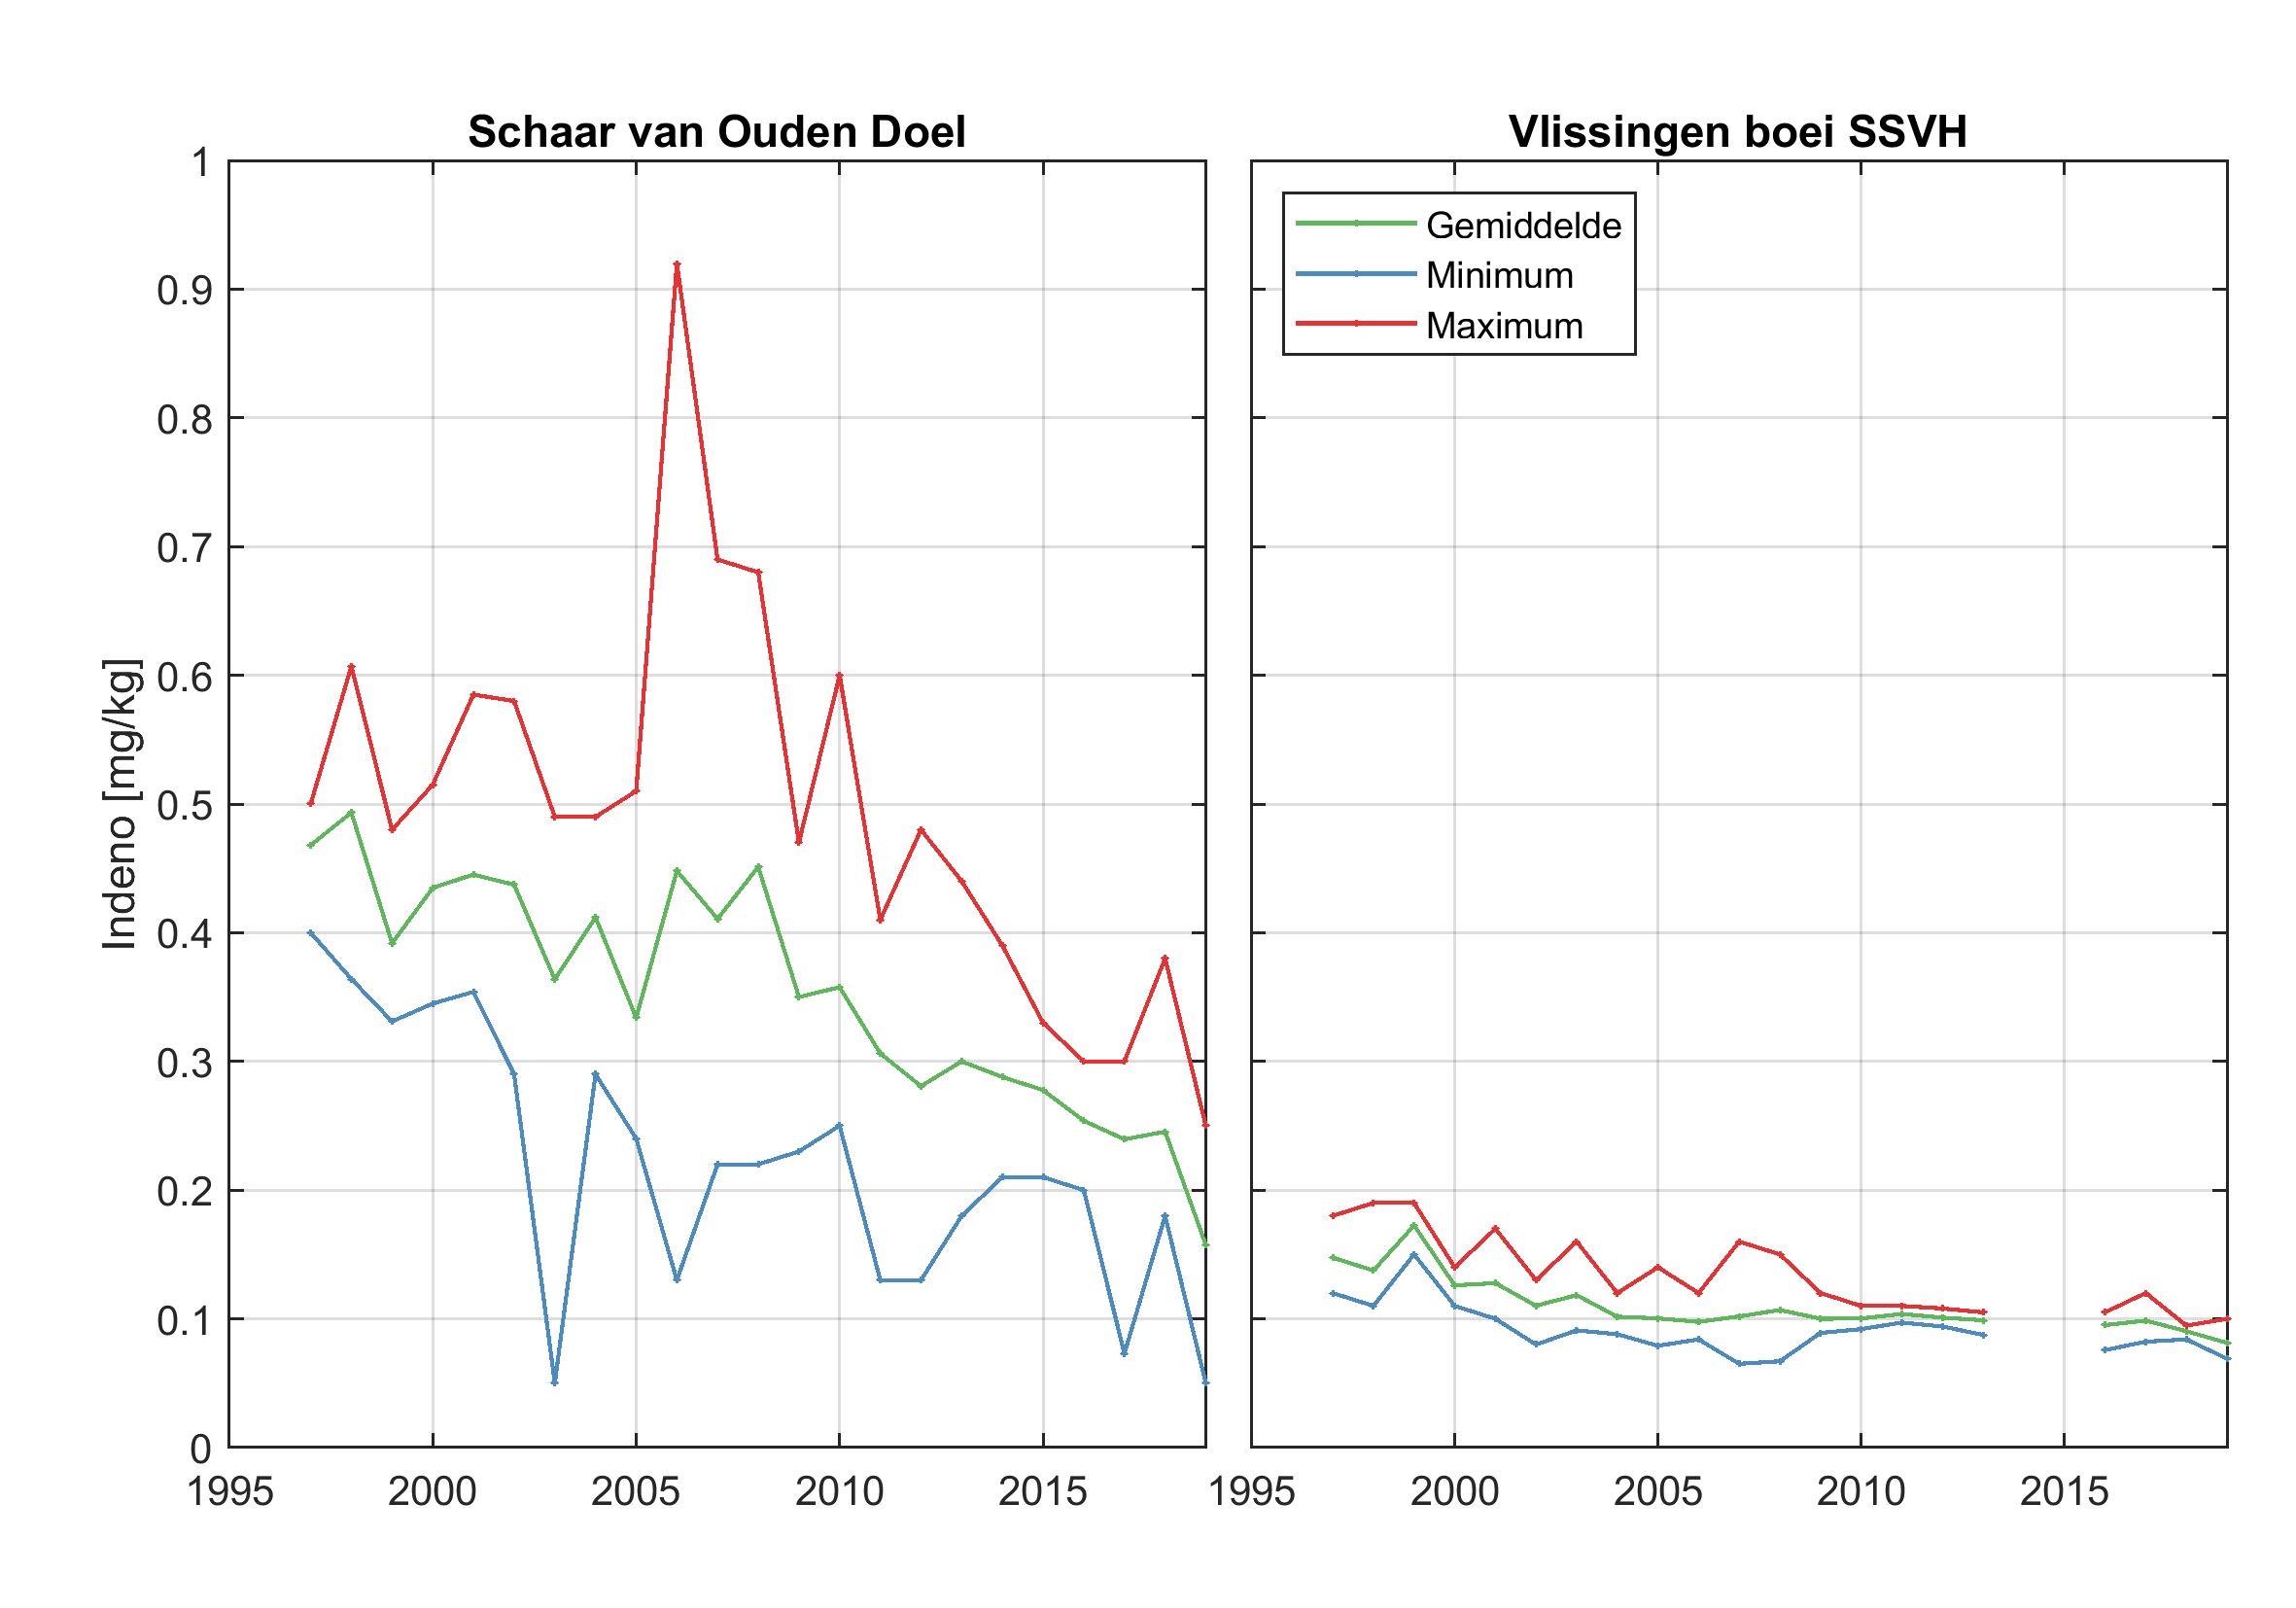 Schaar van Ouden Doel
Vlissingen boei SSVH
1
0.9
0.8
0.7
0.6
0.5
0.4
0.3
0.2
0.1
0
Indeno [mg/kg]
Gemiddelde
Minimum
Maximum
1995 2000 2005 2010 2015
1995 2000 2005 2010 2015